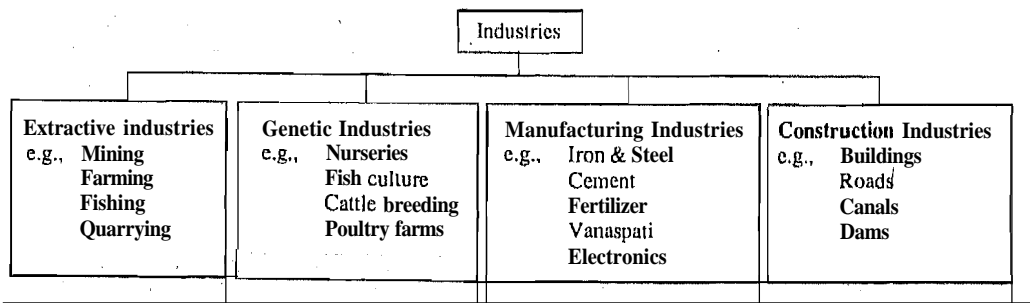 Industries
Extractive industries
e.g., Mining
Farming
Fishing
Quarrying
Genetic Industries
e.g., Nurseries
Fish culture
Cattle breeding
Poultry farms
Manufacturing Industries
e.g., Iron & Steel
Cement
Fertilizer
Vanaspati
Electronics
Construction Industries
e.g., Buildings
Roads
Canals
Dams